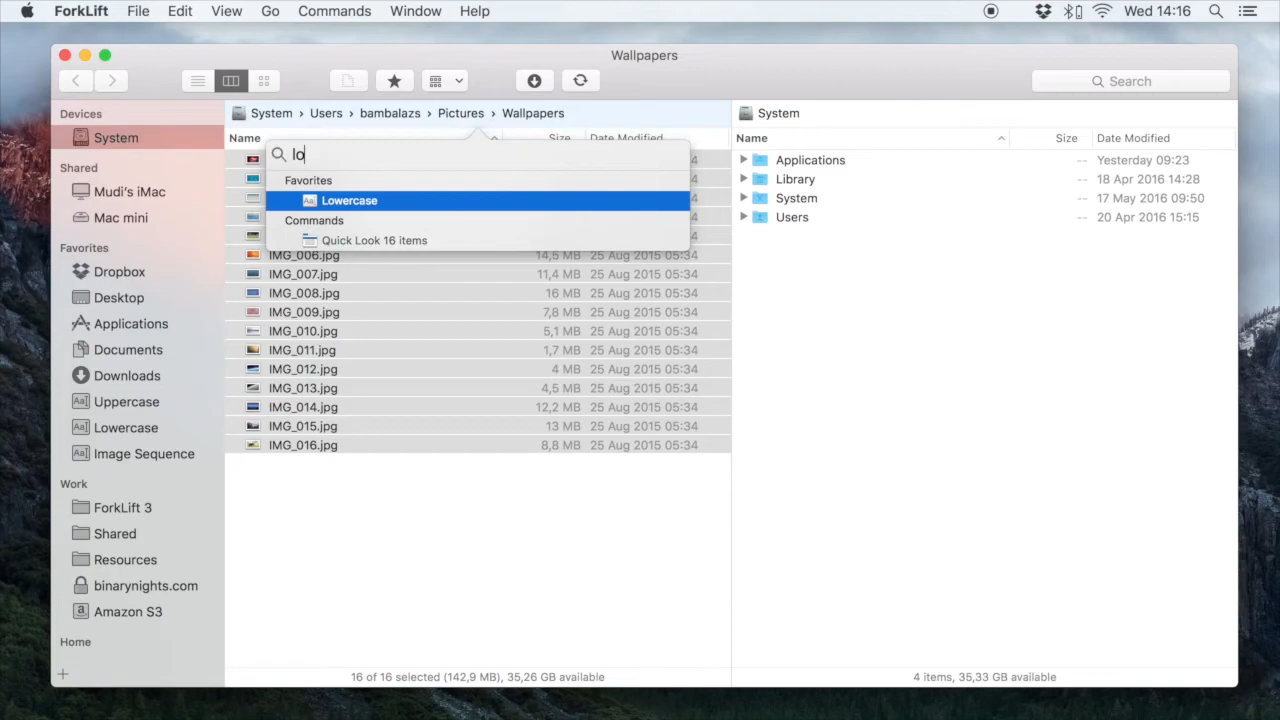 ForkLift File Edit View Go Commands Window Help Wed 14:16
Wallpapers
Search
Devices
System
Shared
Mudi's iMac
Mac mini
Favorites
Dropbox
Desktop
Applications
Documents
Downloads
Uppercase
Lowercase
Image Sequence
Work
ForkLift 3
Shared
Resources
binarynights.com
Amazon S3
Home
System › Users › bambalazs › Pictures › Wallpapers
Name Size Date Modified
lo
Favorites
Lowercase
Commands
Quick Look 16 items
IMG_006.jpg 14,5 MB 25 Aug 2015 05:34
IMG_007.jpg 11,4 MB 25 Aug 2015 05:34
IMG_008.jpg 16 MB 25 Aug 2015 05:34
IMG_009.jpg 7,8 MB 25 Aug 2015 05:34
IMG_010.jpg 5,1 MB 25 Aug 2015 05:34
IMG_011.jpg 1,7 MB 25 Aug 2015 05:34
IMG_012.jpg 4 MB 25 Aug 2015 05:34
IMG_013.jpg 4,5 MB 25 Aug 2015 05:34
IMG_014.jpg 12,2 MB 25 Aug 2015 05:34
IMG_015.jpg 13 MB 25 Aug 2015 05:34
IMG_016.jpg 8,8 MB 25 Aug 2015 05:34
16 of 16 selected (142,9 MB), 35,26 GB available
System
Name Size Date Modified
Applications -- Yesterday 09:23
Library -- 18 Apr 2016 14:28
System -- 17 May 2016 09:50
Users -- 20 Apr 2016 15:15
4 items, 35,33 GB available